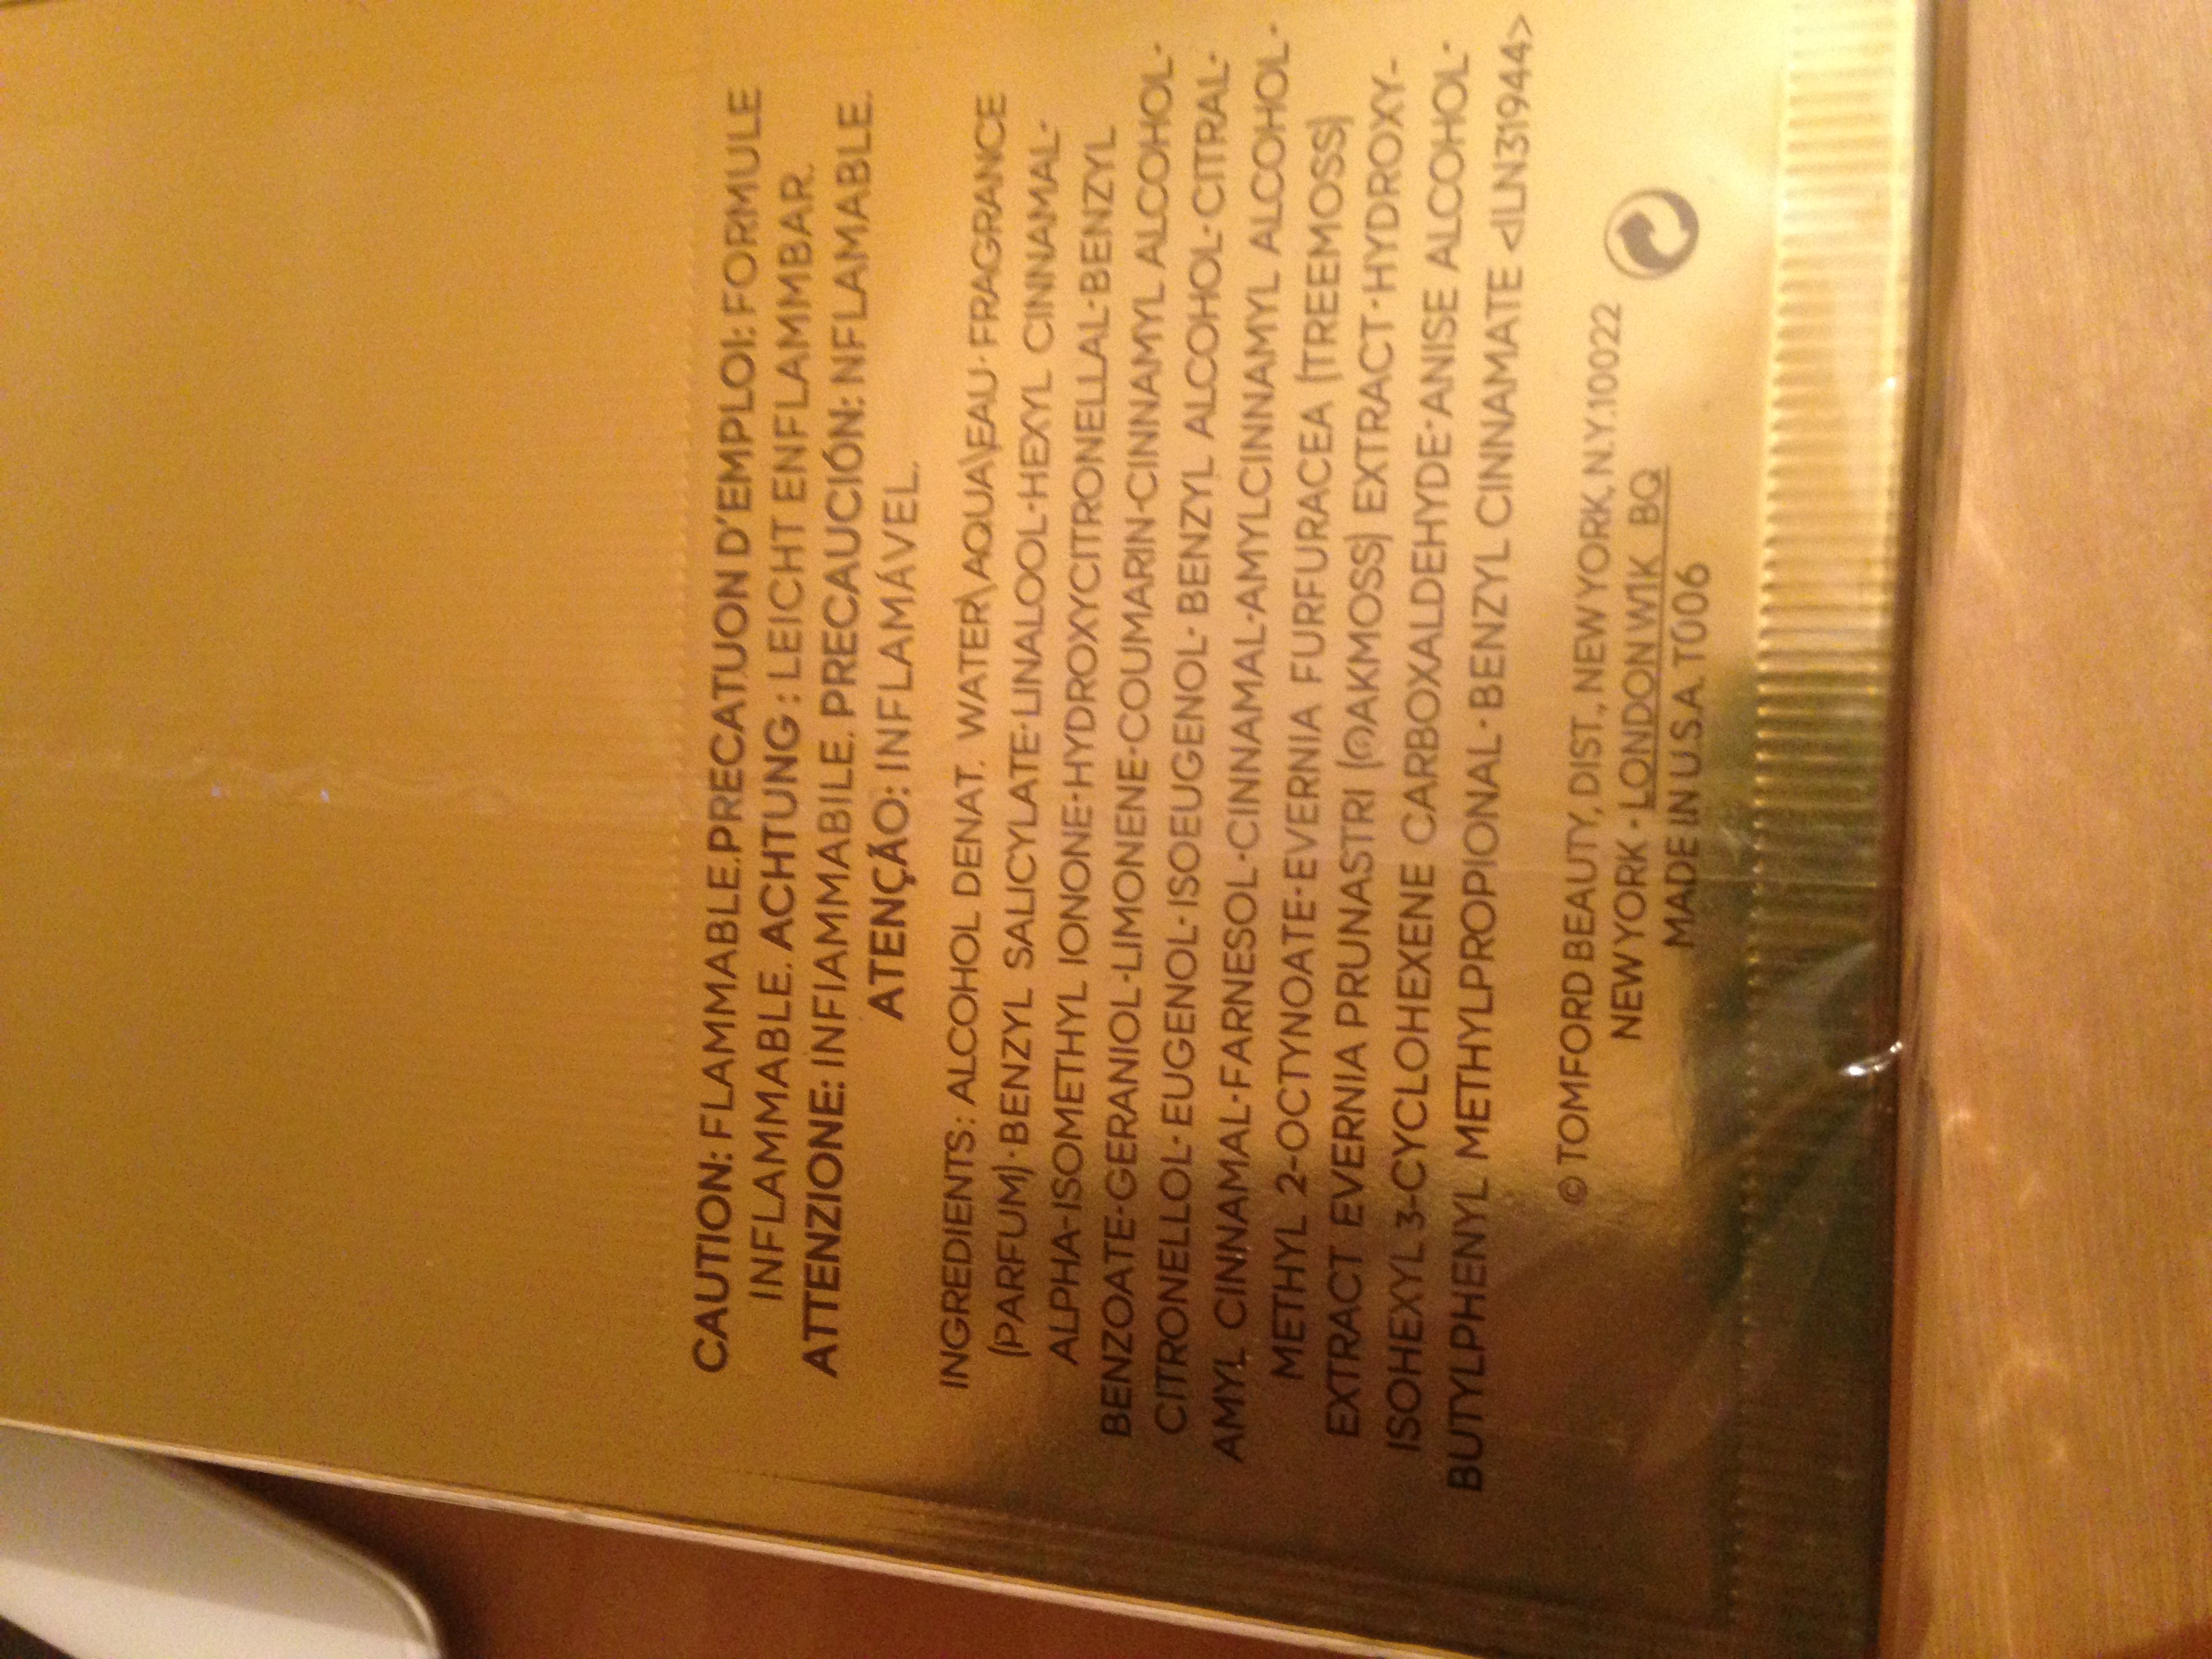 CAUTION: FLAMMABLE.PRECATUON D'EMPLOI: FORMULE
INFLAMMABLE. ACHTUNG : LEICHT ENFLAMMBAR.
ATTENZIONE: INFIAMMABILE. PRECAUCIÓN: NFLAMABLE.
ATENÇÃO: INFLAMÁVEL.
INGREDIENTS: ALCOHOL DENAT. WATER\AQUA\EAU· FRAGRANCE
(PARFUM)·BENZYL SALICYLATE·LINALOOL·HEXYL CINNAMAL·
ALPHA-ISOMETHYL IONONE·HYDROXYCITRONELLAL·BENZYL
BENZOATE·GERANIOL·LIMONENE·COUMARIN·CINNAMYL ALCOHOL·
CITRONELLOL·EUGENOL·ISOEUGENOL·BENZYL ALCOHOL·CITRAL·
AMYL CINNAMAL·FARNESOL·CINNAMAL·AMYLCINNAMYL ALCOHOL·
METHYL 2-OCTYNOATE·EVERNIA FURFURACEA (TREEMOSS)
EXTRACT EVERNIA PRUNASTRI (OAKMOSS) EXTRACT·HYDROXY-
ISOHEXYL 3-CYCLOHEXENE CARBOXALDEHYDE·ANISE ALCOHOL·
BUTYLPHENYL METHYLPROPIONAL·BENZYL CINNAMATE <ILN31944>
© TOMFORD BEAUTY, DIST., NEW YORK, N.Y.10022
NEW YORK · LONDON W1K BQ
MADE IN U.S.A. T006